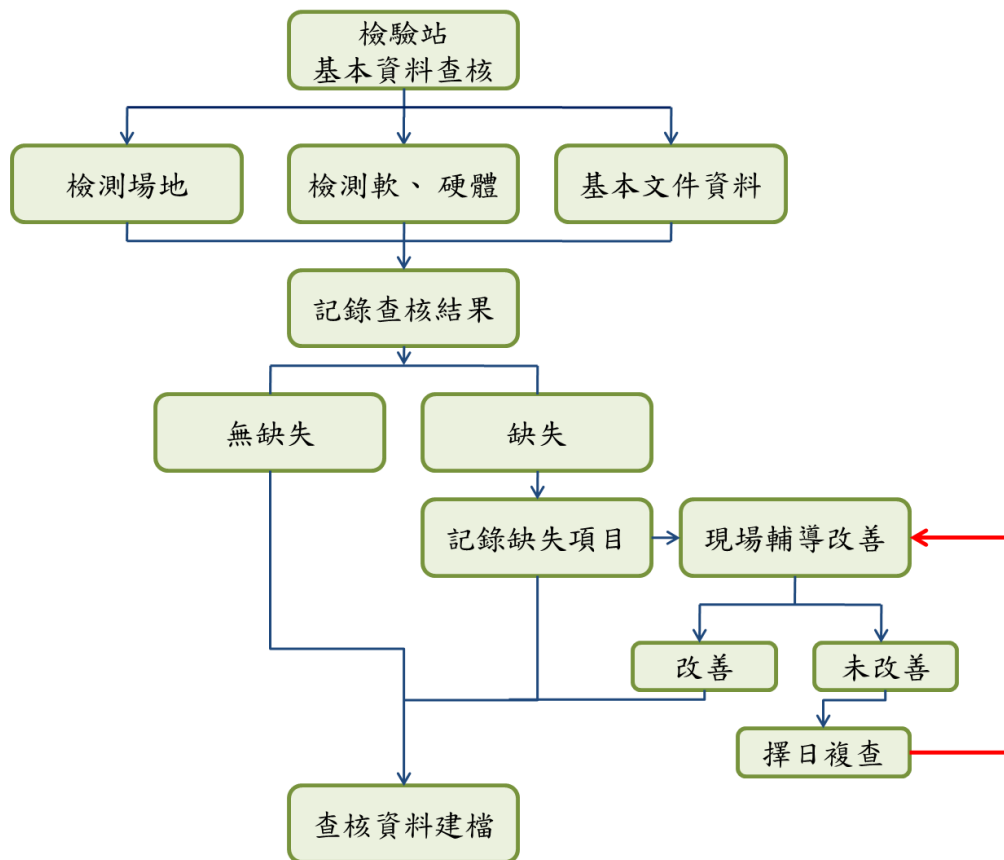 檢驗站
基本資料查核
檢測場地
檢測軟、硬體
基本文件資料
記錄查核結果
無缺失
缺失
記錄缺失項目
現場輔導改善
改善
未改善
擇日複查
查核資料建檔